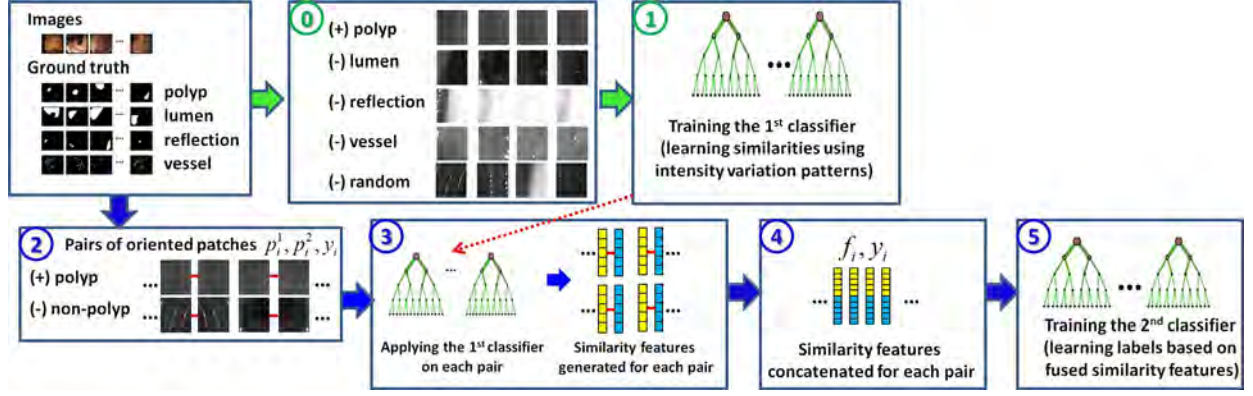 Images
...
Ground truth
...
polyp
...
lumen
...
reflection
...
vessel
0
(+) polyp
(-) lumen
(-) reflection
(-) vessel
(-) random
1
...
Training the 1st classifier
(learning similarities using
intensity variation patterns)
2
Pairs of oriented patches p_i^1, p_i^2, y_i
(+) polyp
... ...
(-) non-polyp
... ...
3
...
Applying the 1st classifier
on each pair
... ...
... ...
Similarity features
generated for each pair
4
f_i, y_i
... ...
Similarity features
concatenated for each pair
5
...
Training the 2nd classifier
(learning labels based on
fused similarity features)